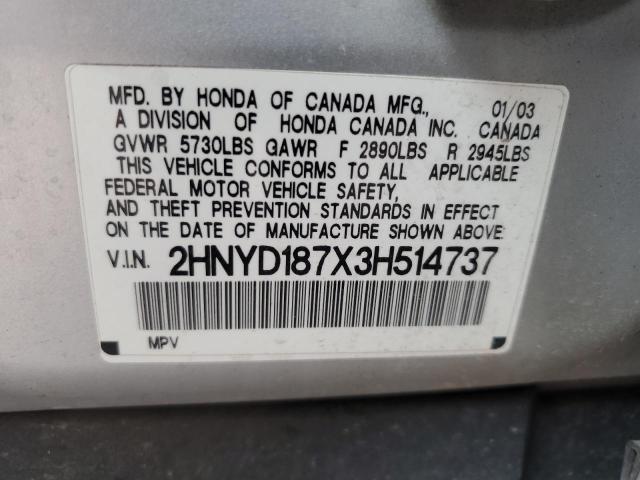 MFD. BY HONDA OF CANADA MFG., 01/03
A DIVISION OF HONDA CANADA INC. CANADA
GVWR 5730LBS GAWR F 2890LBS R 2945LBS
THIS VEHICLE CONFORMS TO ALL APPLICABLE
FEDERAL MOTOR VEHICLE SAFETY,
AND THEFT PREVENTION STANDARDS IN EFFECT
ON THE DATE OF MANUFACTURE SHOWN ABOVE.
V.I.N. 2HNYD187X3H514737
MPV